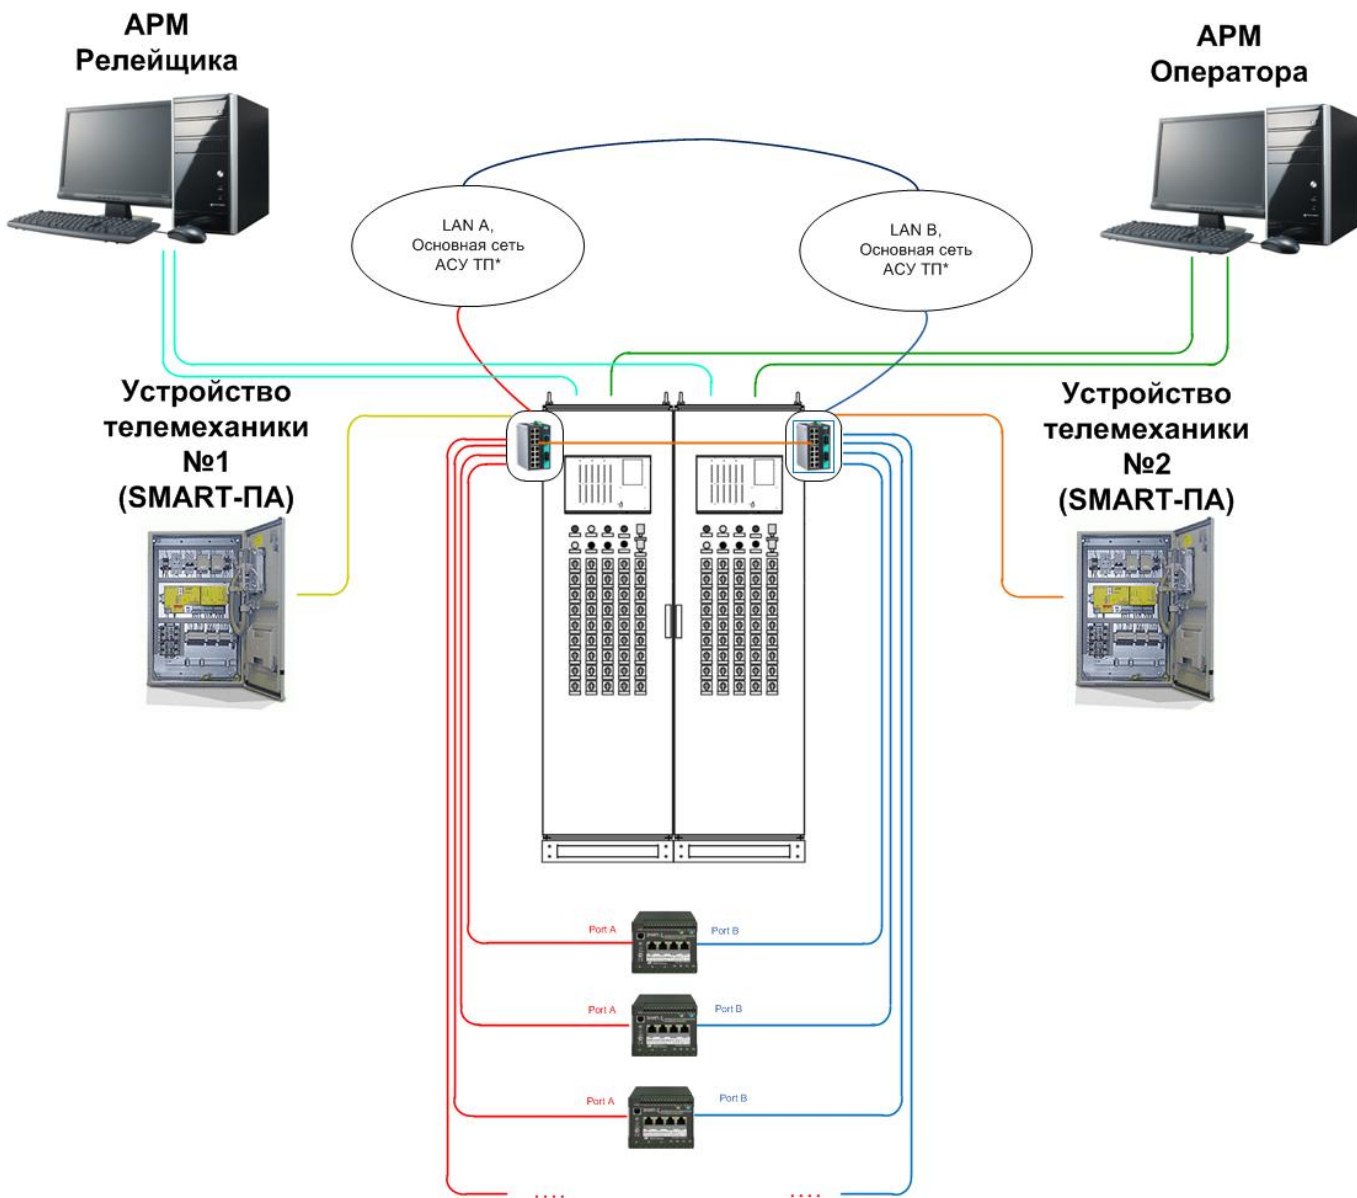 АРМ
Релейщика
АРМ
Оператора
LAN A,
Основная сеть
АСУ ТП*
LAN B,
Основная сеть
АСУ ТП*
Устройство
телемеханики
№1
(SMART-ПА)
Устройство
телемеханики
№2
(SMART-ПА)
Port A
Port B
Port A
Port B
Port A
Port B
....
....